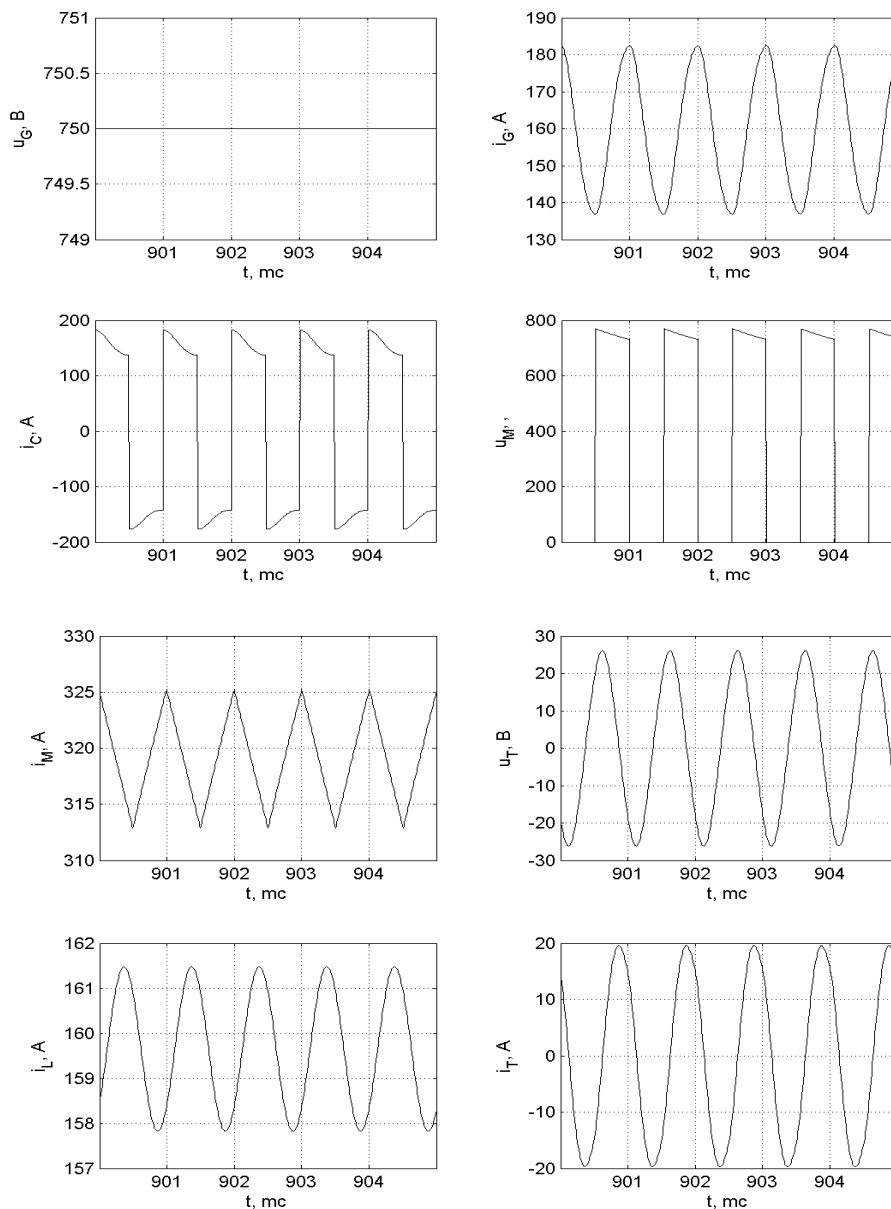 751
750.5
750
749.5
749
u_G, B
901 902 903 904
t, mc
190
180
170
160
150
140
130
i_G, A
901 902 903 904
t, mc
200
100
0
-100
-200
i_C, A
901 902 903 904
t, mc
800
600
400
200
0
u_M, ,
901 902 903 904
t, mc
330
325
320
315
310
i_M, A
901 902 903 904
t, mc
30
20
10
0
-10
-20
-30
u_T, B
901 902 903 904
t, mc
162
161
160
159
158
157
i_L, A
901 902 903 904
t, mc
20
10
0
-10
-20
i_T, A
901 902 903 904
t, mc